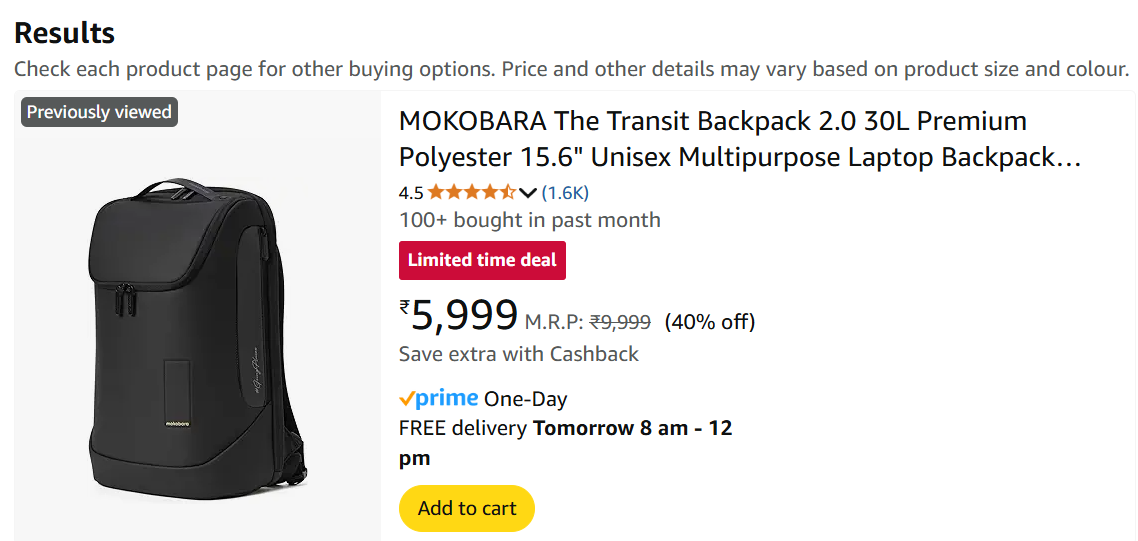 Results
Check each product page for other buying options. Price and other details may vary based on product size and colour.
Previously viewed
mokobara
MOKOBARA The Transit Backpack 2.0 30L Premium
Polyester 15.6" Unisex Multipurpose Laptop Backpack…
4.5 (1.6K)
100+ bought in past month
Limited time deal
₹5,999 M.R.P: ₹9,999 (40% off)
Save extra with Cashback
prime One-Day
FREE delivery Tomorrow 8 am - 12
pm
Add to cart